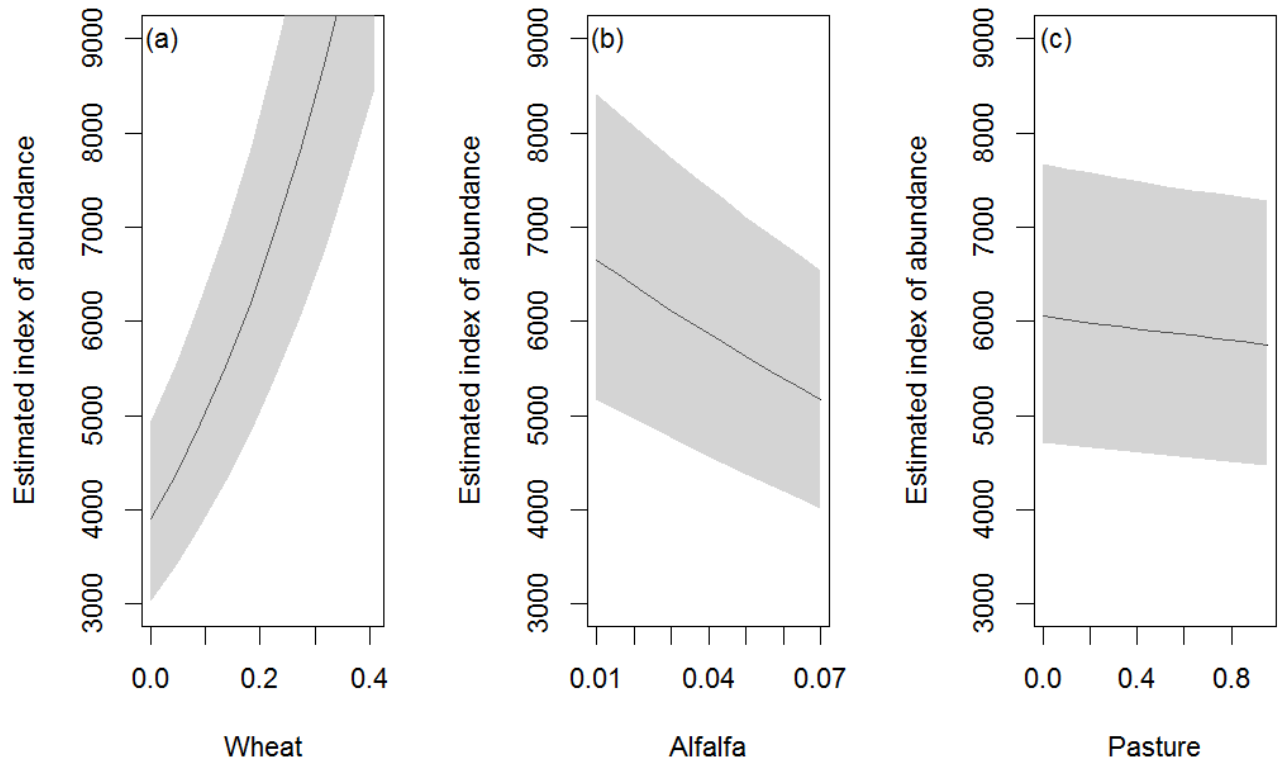 (a)
Estimated index of abundance
3000 4000 5000 6000 7000 8000 9000
0.0 0.2 0.4
Wheat
(b)
Estimated index of abundance
3000 4000 5000 6000 7000 8000 9000
0.01 0.04 0.07
Alfalfa
(c)
Estimated index of abundance
3000 4000 5000 6000 7000 8000 9000
0.0 0.4 0.8
Pasture